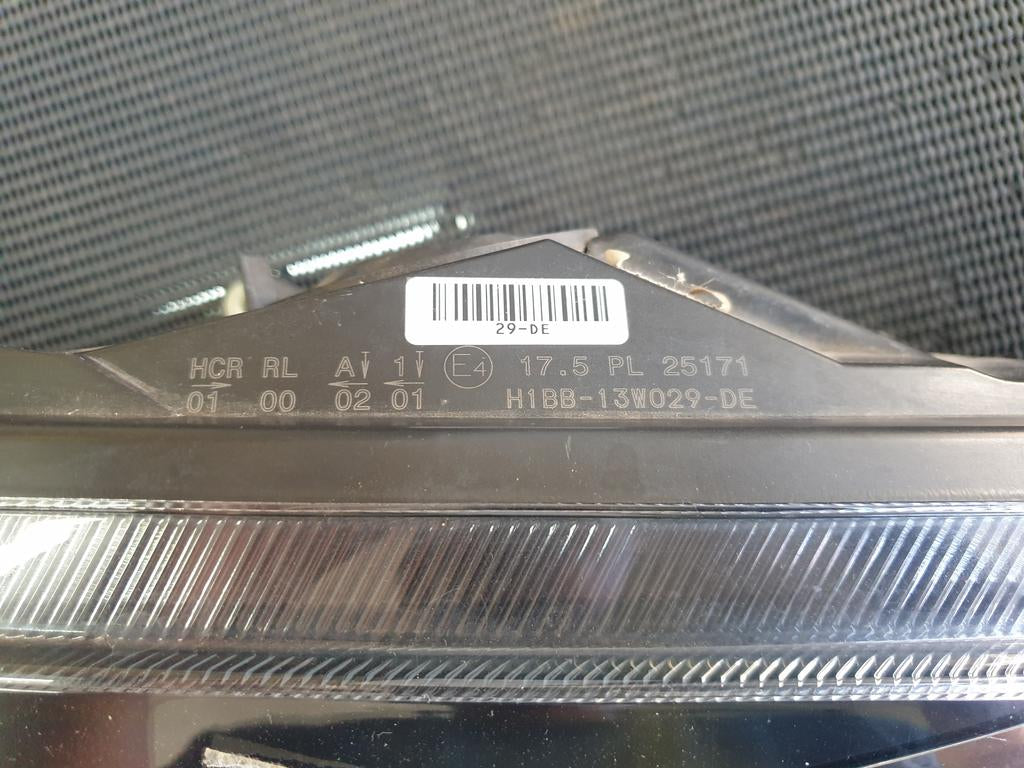 29-DE
HCR RL A↓ 1↓ E4 17.5 PL 25171
→ ← ←
01 00 02 01 H1BB-13W029-DE